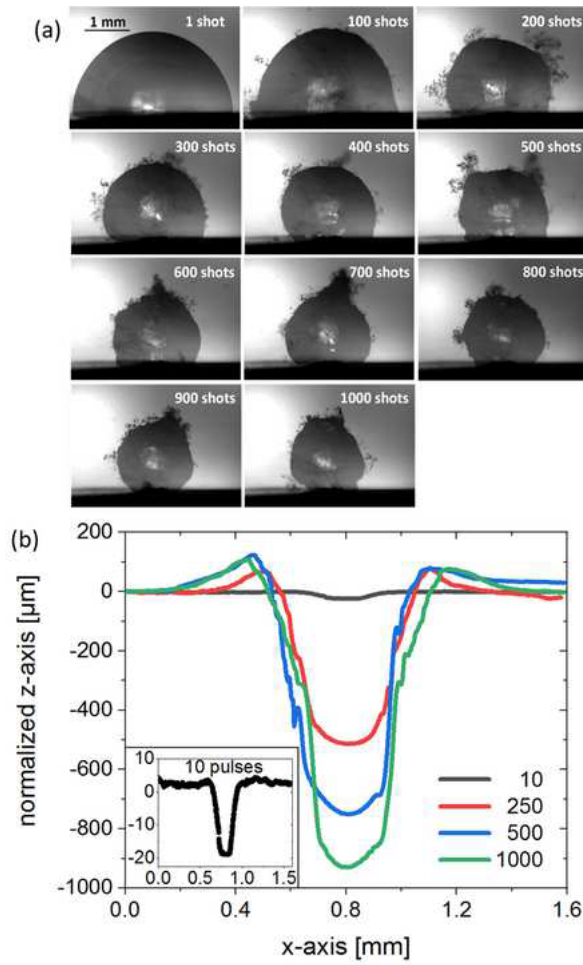 (a)
1 mm
1 shot
100 shots
200 shots
300 shots
400 shots
500 shots
600 shots
700 shots
800 shots
900 shots
1000 shots
(b)
200
0
-200
-400
-600
-800
-1000
normalized z-axis [µm]
10
0
-10
-20
10 pulses
0.0 0.5 1.0 1.5
10
250
500
1000
0.0 0.4 0.8 1.2 1.6
x-axis [mm]